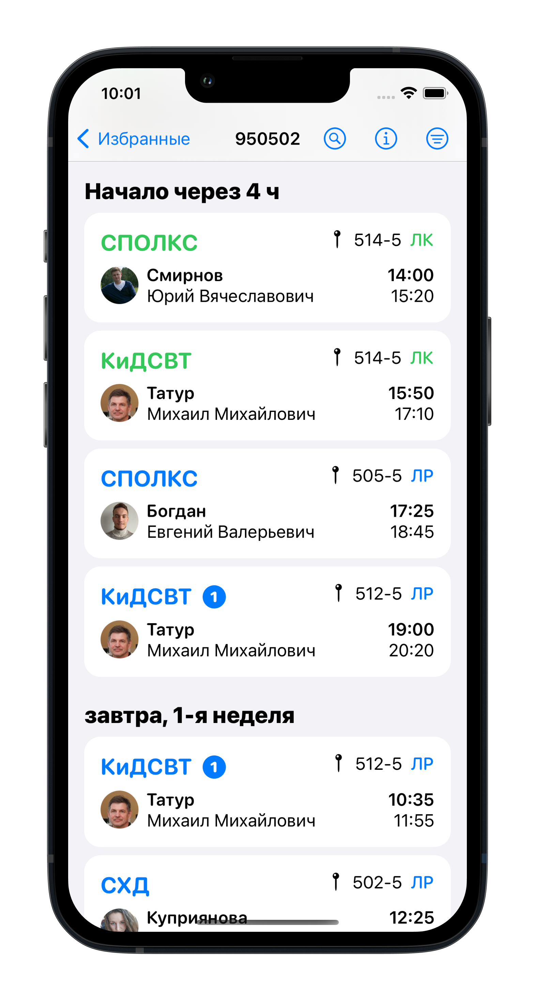 10:01
Избранные 950502
Начало через 4 ч
СПОЛКС 514-5 ЛК
Смирнов 14:00
Юрий Вячеславович 15:20
КиДСВТ 514-5 ЛК
Татур 15:50
Михаил Михайлович 17:10
СПОЛКС 505-5 ЛР
Богдан 17:25
Евгений Валерьевич 18:45
КиДСВТ 1 512-5 ЛР
Татур 19:00
Михаил Михайлович 20:20
завтра, 1-я неделя
КиДСВТ 1 512-5 ЛР
Татур 10:35
Михаил Михайлович 11:55
СХД 502-5 ЛР
Куприянова 12:25